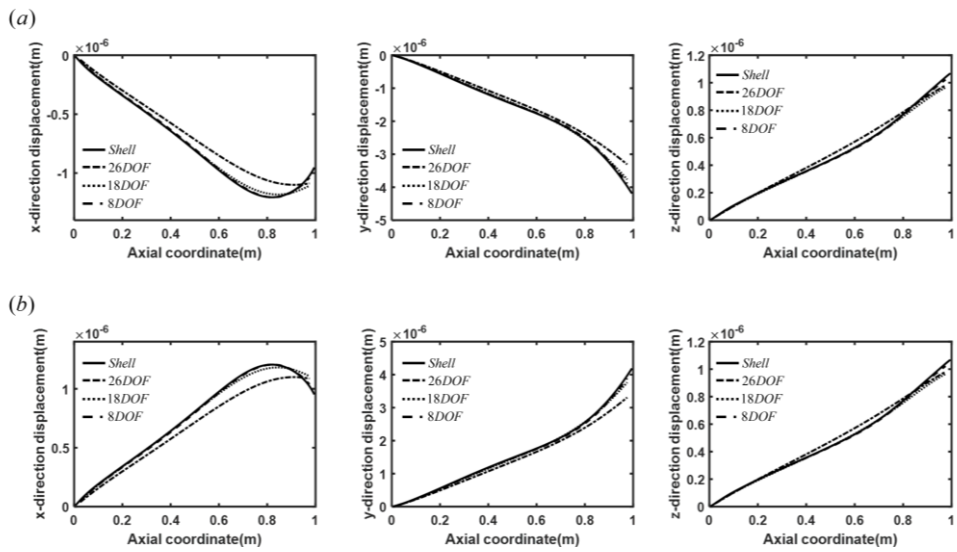 (a)
×10⁻⁶
x-direction displacement(m)
0
-0.5
-1
Shell
26DOF
18DOF
8DOF
0 0.2 0.4 0.6 0.8 1
Axial coordinate(m)
×10⁻⁶
y-direction displacement(m)
0
-1
-2
-3
-4
-5
Shell
26DOF
18DOF
8DOF
0 0.2 0.4 0.6 0.8 1
Axial coordinate(m)
×10⁻⁶
z-direction displacement(m)
1.2
1
0.8
0.6
0.4
0.2
0
Shell
26DOF
18DOF
8DOF
0 0.2 0.4 0.6 0.8 1
Axial coordinate(m)
(b)
×10⁻⁶
x-direction displacement(m)
1
0.5
0
Shell
26DOF
18DOF
8DOF
0 0.2 0.4 0.6 0.8 1
Axial coordinate(m)
×10⁻⁶
y-direction displacement(m)
5
4
3
2
1
0
Shell
26DOF
18DOF
8DOF
0 0.2 0.4 0.6 0.8 1
Axial coordinate(m)
×10⁻⁶
z-direction displacement(m)
1.2
1
0.8
0.6
0.4
0.2
0
Shell
26DOF
18DOF
8DOF
0 0.2 0.4 0.6 0.8 1
Axial coordinate(m)